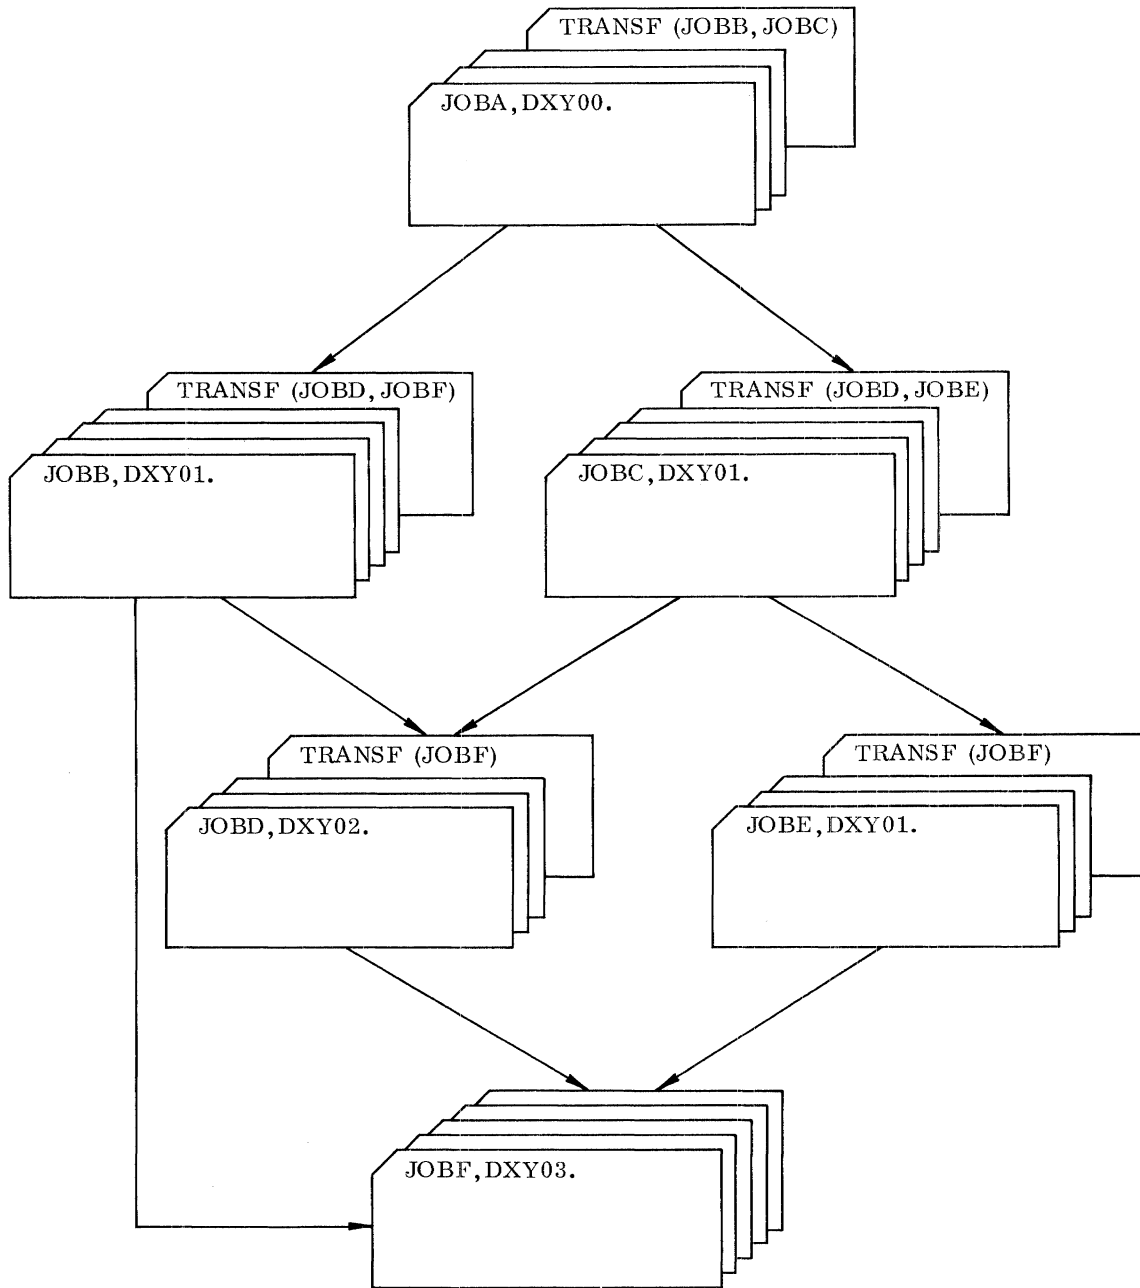 TRANSF (JOBB, JOBC)
JOBA, DXY00.
TRANSF (JOBD, JOBF)
JOBB, DXY01.
TRANSF (JOBD, JOBE)
JOBC, DXY01.
TRANSF (JOBF)
JOBD, DXY02.
TRANSF (JOBF)
JOBE, DXY01.
JOBF, DXY03.